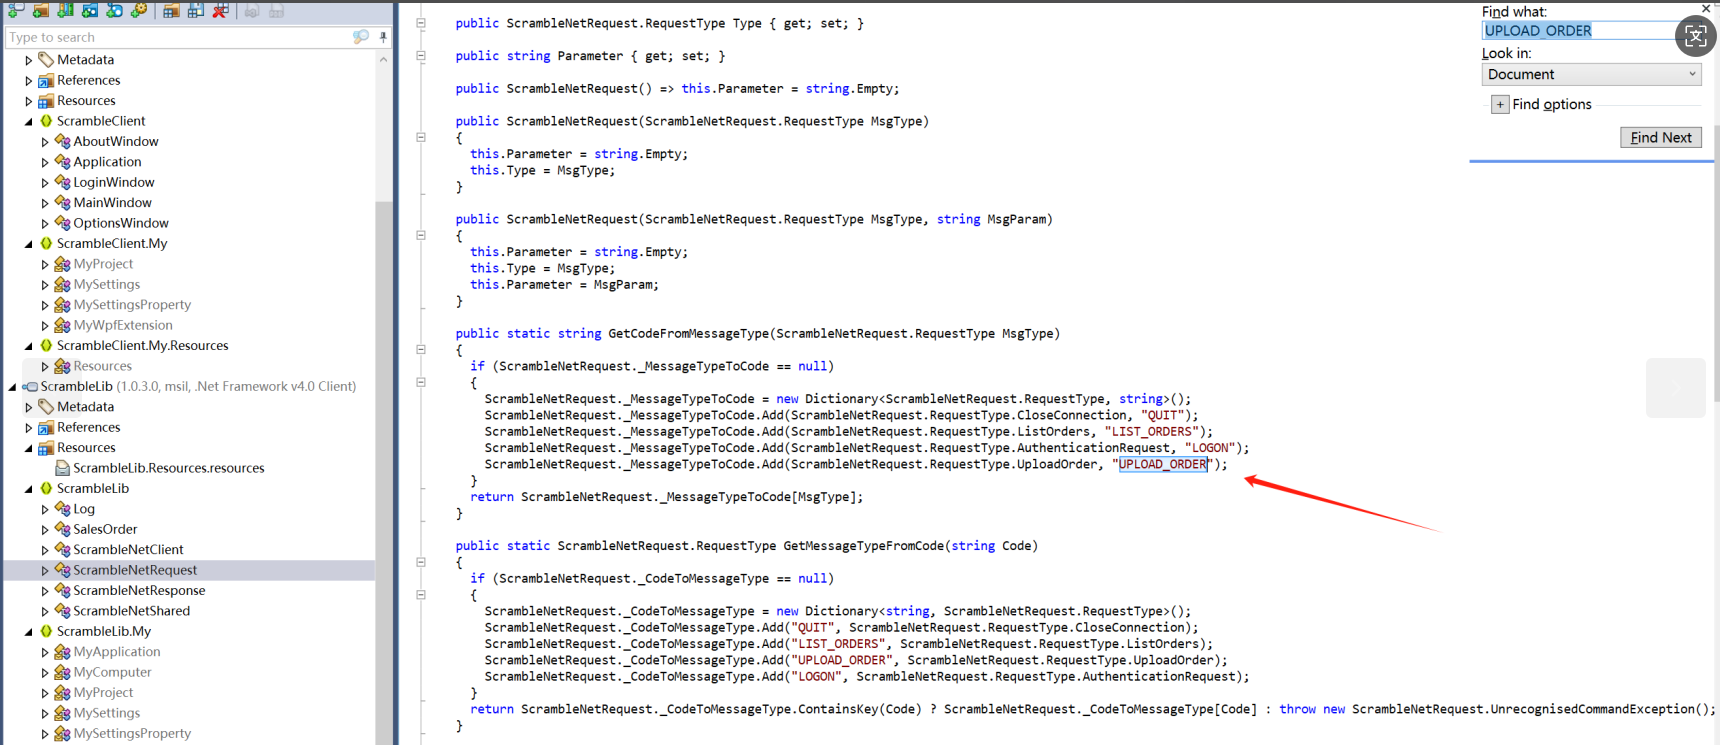 Type to search
Metadata
References
Resources
ScrambleClient
AboutWindow
Application
LoginWindow
MainWindow
OptionsWindow
ScrambleClient.My
MyProject
MySettings
MySettingsProperty
MyWpfExtension
ScrambleClient.My.Resources
Resources
ScrambleLib (1.0.3.0, msil, .Net Framework v4.0 Client)
Metadata
References
Resources
ScrambleLib.Resources.resources
ScrambleLib
Log
SalesOrder
ScrambleNetClient
ScrambleNetRequest
ScrambleNetResponse
ScrambleNetShared
ScrambleLib.My
MyApplication
MyComputer
MyProject
MySettings
MySettingsProperty
public ScrambleNetRequest.RequestType Type { get; set; }
public string Parameter { get; set; }
public ScrambleNetRequest() => this.Parameter = string.Empty;
public ScrambleNetRequest(ScrambleNetRequest.RequestType MsgType)
{
this.Parameter = string.Empty;
this.Type = MsgType;
}
public ScrambleNetRequest(ScrambleNetRequest.RequestType MsgType, string MsgParam)
{
this.Parameter = string.Empty;
this.Type = MsgType;
this.Parameter = MsgParam;
}
public static string GetCodeFromMessageType(ScrambleNetRequest.RequestType MsgType)
{
if (ScrambleNetRequest._MessageTypeToCode == null)
{
ScrambleNetRequest._MessageTypeToCode = new Dictionary<ScrambleNetRequest.RequestType, string>();
ScrambleNetRequest._MessageTypeToCode.Add(ScrambleNetRequest.RequestType.CloseConnection, "QUIT");
ScrambleNetRequest._MessageTypeToCode.Add(ScrambleNetRequest.RequestType.ListOrders, "LIST_ORDERS");
ScrambleNetRequest._MessageTypeToCode.Add(ScrambleNetRequest.RequestType.AuthenticationRequest, "LOGON");
ScrambleNetRequest._MessageTypeToCode.Add(ScrambleNetRequest.RequestType.UploadOrder, "UPLOAD_ORDER");
}
return ScrambleNetRequest._MessageTypeToCode[MsgType];
}
public static ScrambleNetRequest.RequestType GetMessageTypeFromCode(string Code)
{
if (ScrambleNetRequest._CodeToMessageType == null)
{
ScrambleNetRequest._CodeToMessageType = new Dictionary<string, ScrambleNetRequest.RequestType>();
ScrambleNetRequest._CodeToMessageType.Add("QUIT", ScrambleNetRequest.RequestType.CloseConnection);
ScrambleNetRequest._CodeToMessageType.Add("LIST_ORDERS", ScrambleNetRequest.RequestType.ListOrders);
ScrambleNetRequest._CodeToMessageType.Add("UPLOAD_ORDER", ScrambleNetRequest.RequestType.UploadOrder);
ScrambleNetRequest._CodeToMessageType.Add("LOGON", ScrambleNetRequest.RequestType.AuthenticationRequest);
}
return ScrambleNetRequest._CodeToMessageType.ContainsKey(Code) ? ScrambleNetRequest._CodeToMessageType[Code] : throw new ScrambleNetRequest.UnrecognisedCommandException();
}
Find what:
UPLOAD_ORDER
Look in:
Document
Find options
Find Next